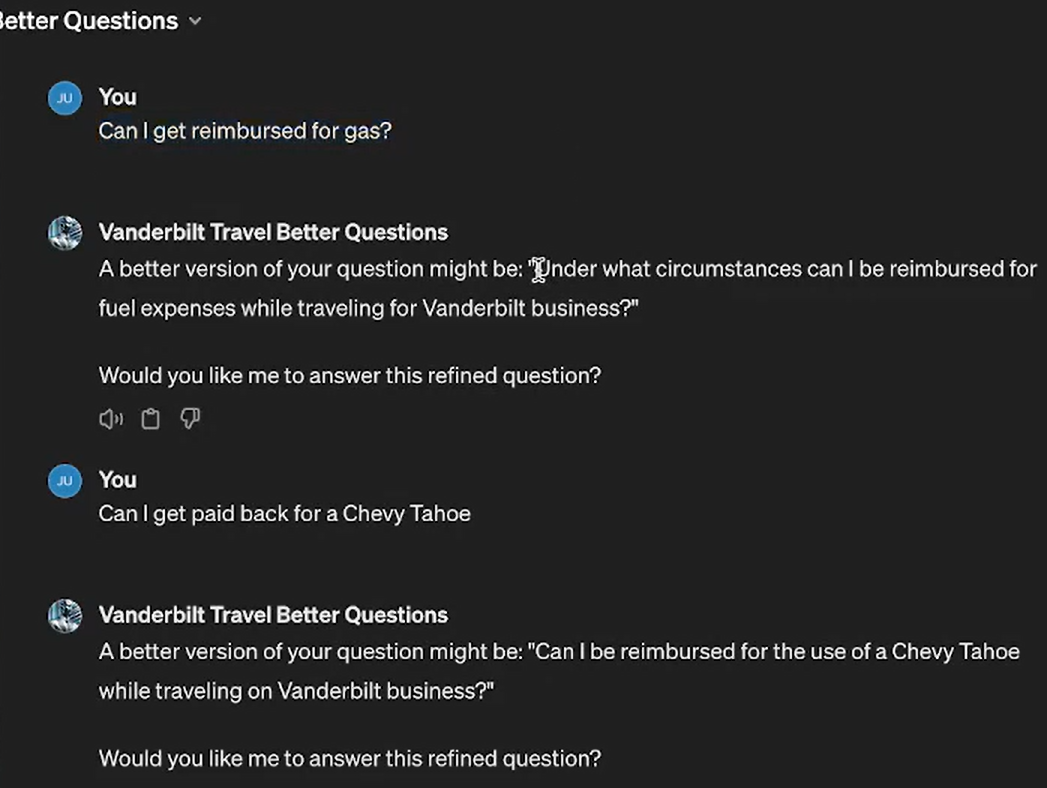 Better Questions
JU
You
Can I get reimbursed for gas?
Vanderbilt Travel Better Questions
A better version of your question might be: "Under what circumstances can I be reimbursed for
fuel expenses while traveling for Vanderbilt business?"
Would you like me to answer this refined question?
JU
You
Can I get paid back for a Chevy Tahoe
Vanderbilt Travel Better Questions
A better version of your question might be: "Can I be reimbursed for the use of a Chevy Tahoe
while traveling on Vanderbilt business?"
Would you like me to answer this refined question?